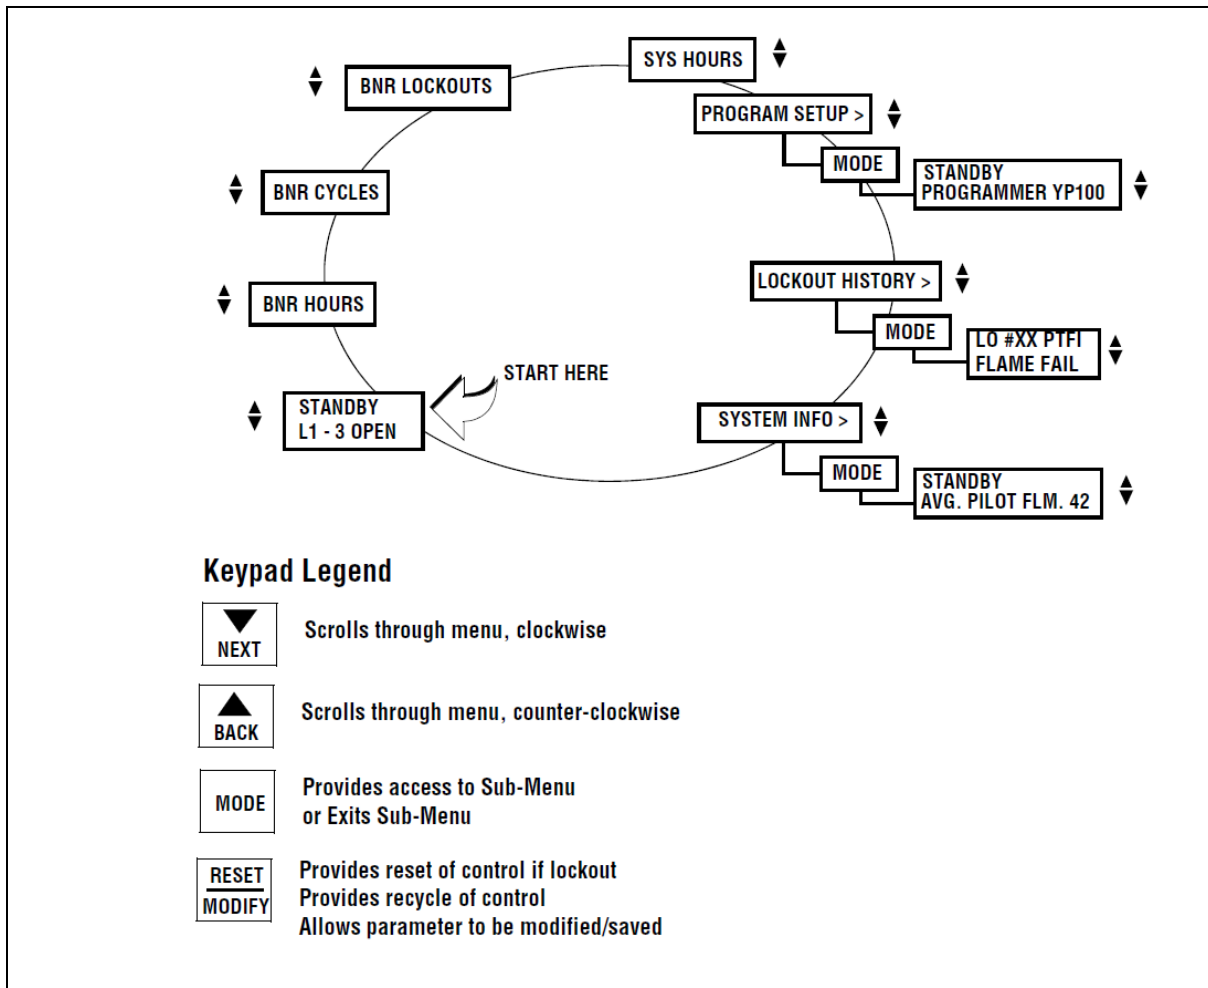 SYS HOURS
BNR LOCKOUTS
PROGRAM SETUP >
MODE
STANDBY
PROGRAMMER YP100
BNR CYCLES
LOCKOUT HISTORY >
BNR HOURS
MODE
LO #XX PTFI
FLAME FAIL
START HERE
STANDBY
L1 - 3 OPEN
SYSTEM INFO >
MODE
STANDBY
AVG. PILOT FLM. 42
Keypad Legend
NEXT
Scrolls through menu, clockwise
BACK
Scrolls through menu, counter-clockwise
MODE
Provides access to Sub-Menu
or Exits Sub-Menu
RESET
MODIFY
Provides reset of control if lockout
Provides recycle of control
Allows parameter to be modified/saved